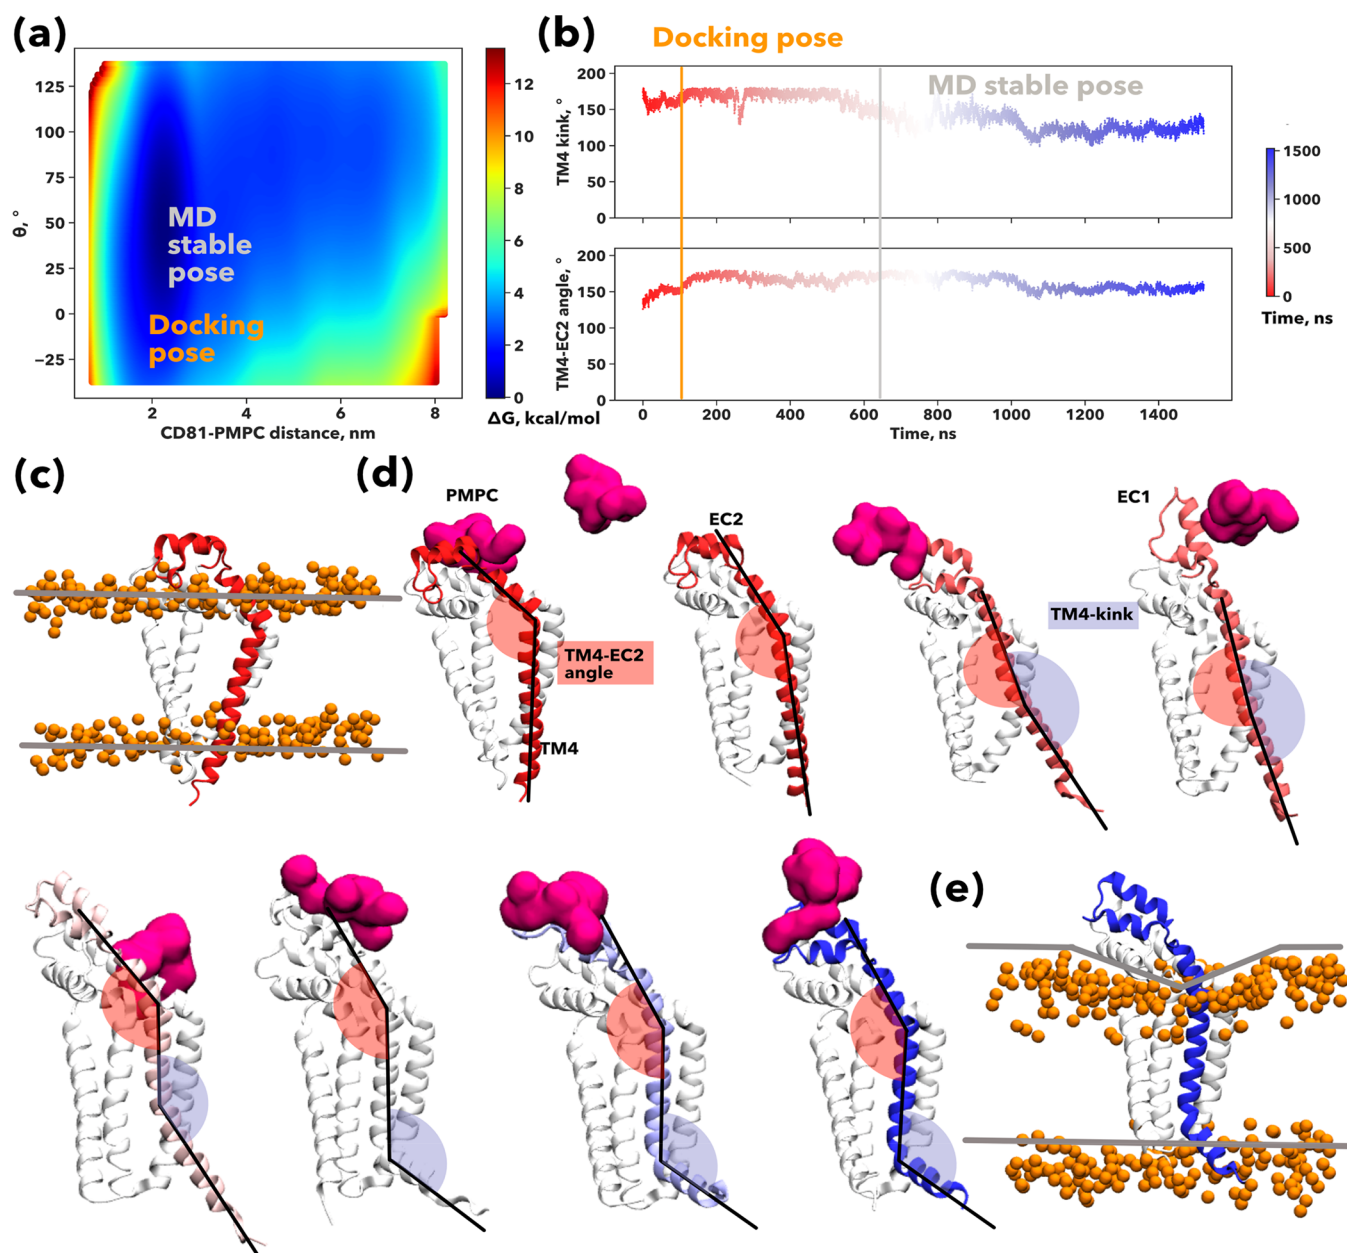 (a)
125
100
75
50
25
0
−25
θ, °
MD
stable
pose
Docking
pose
2
4
6
8
CD81-PMPC distance, nm
12
10
8
6
4
2
0
ΔG, kcal/mol
(b)
Docking pose
MD stable pose
200
150
100
50
0
TM4 kink, °
200
150
100
50
0
TM4-EC2 angle, °
0
200
400
600
800
1000
1200
1400
Time, ns
1500
1000
500
0
Time, ns
(c)
(d)
PMPC
EC2
EC1
TM4-EC2
angle
TM4-kink
TM4
(e)